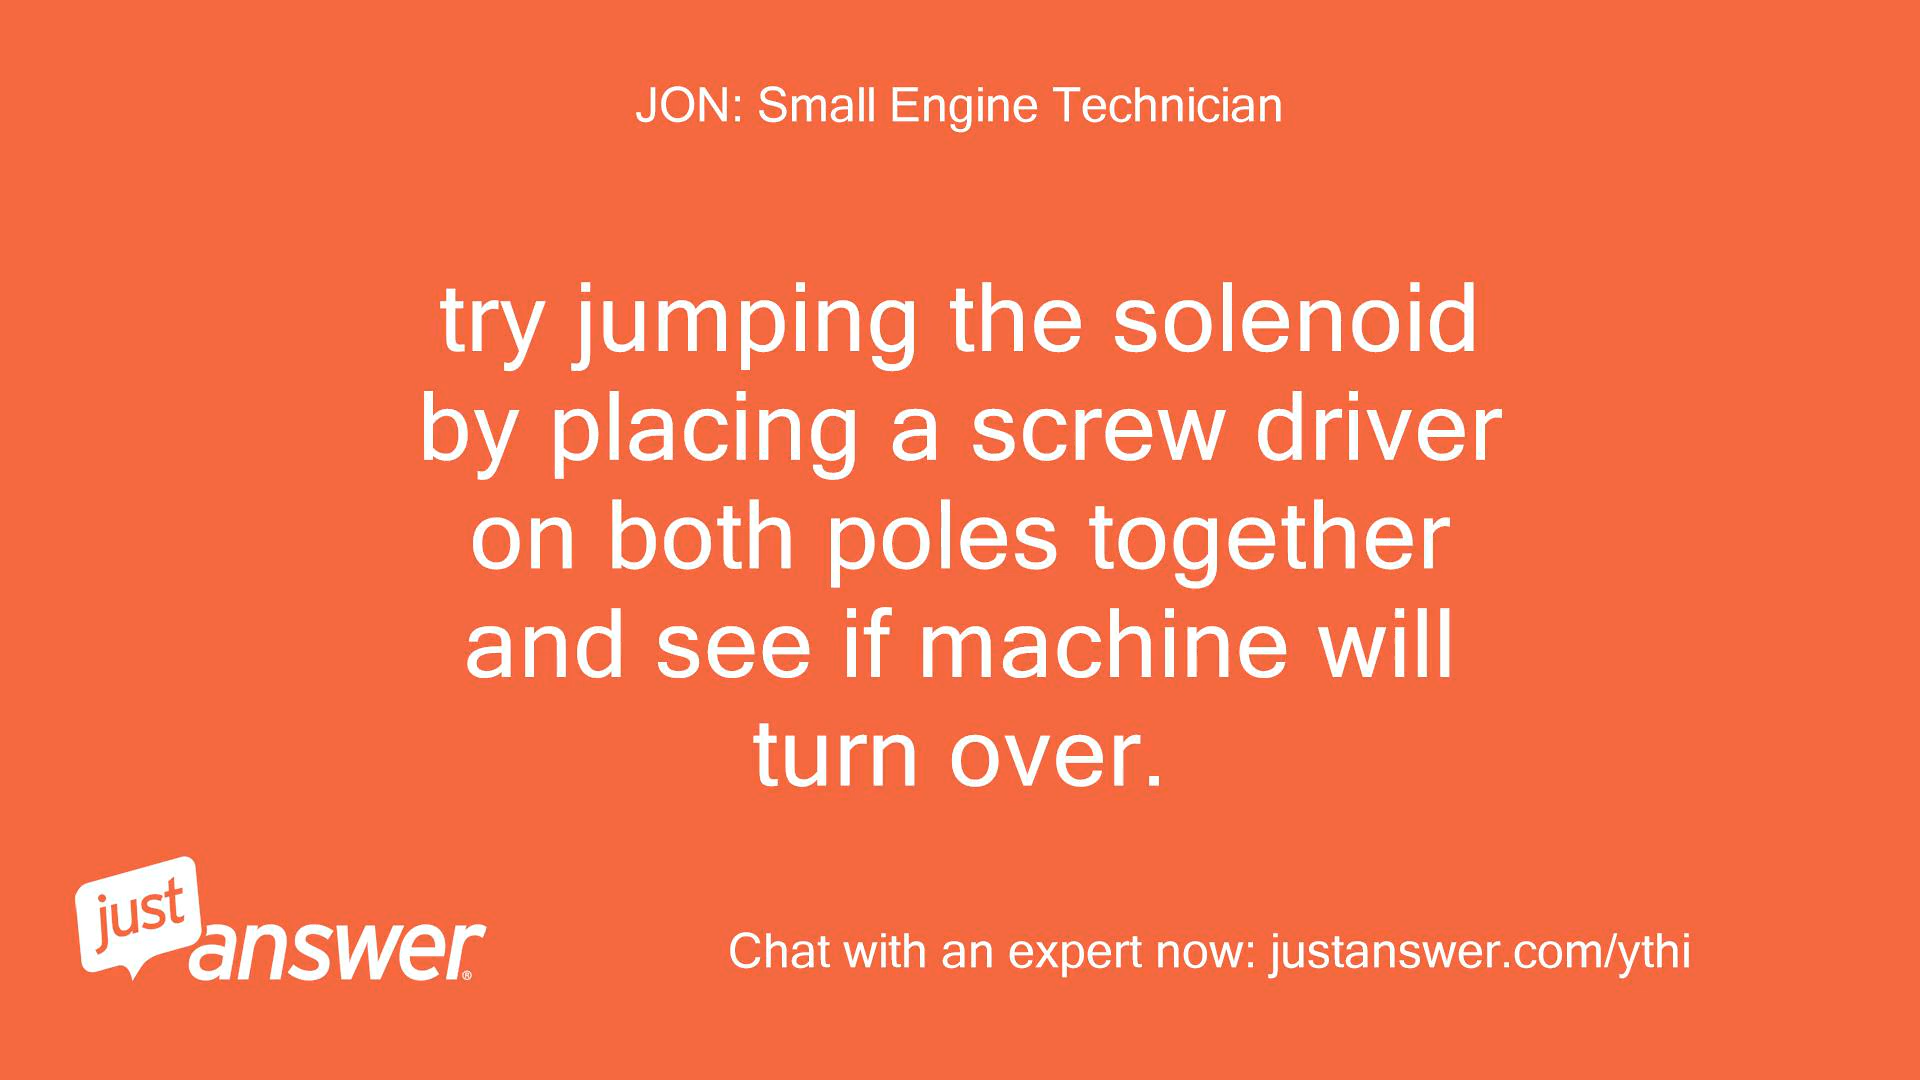 JON: Small Engine Technician
try jumping the solenoid
by placing a screw driver
on both poles together
and see if machine will
turn over.
just
answer®
Chat with an expert now: justanswer.com/ythi